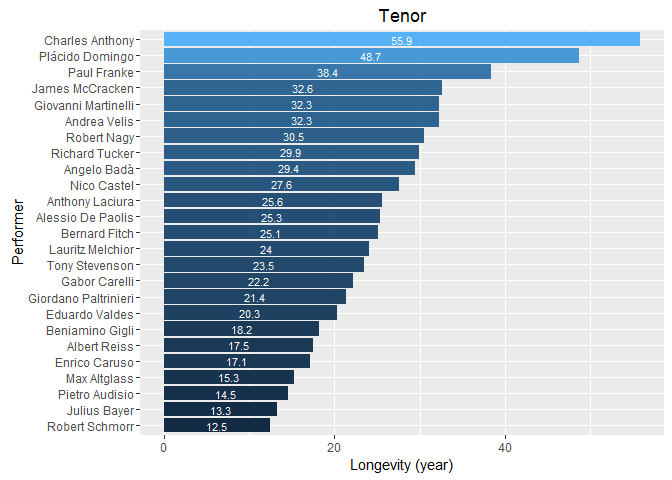 Tenor
Performer
Charles Anthony 55.9
Plácido Domingo 48.7
Paul Franke 38.4
James McCracken 32.6
Giovanni Martinelli 32.3
Andrea Velis 32.3
Robert Nagy 30.5
Richard Tucker 29.9
Angelo Badà 29.4
Nico Castel 27.6
Anthony Laciura 25.6
Alessio De Paolis 25.3
Bernard Fitch 25.1
Lauritz Melchior 24
Tony Stevenson 23.5
Gabor Carelli 22.2
Giordano Paltrinieri 21.4
Eduardo Valdes 20.3
Beniamino Gigli 18.2
Albert Reiss 17.5
Enrico Caruso 17.1
Max Altglass 15.3
Pietro Audisio 14.5
Julius Bayer 13.3
Robert Schmorr 12.5
0 20 40
Longevity (year)